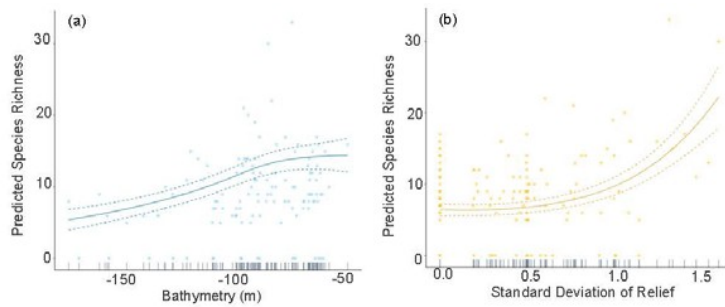 (a)
30
20
10
0
Predicted Species Richness
-150
-100
-50
Bathymetry (m)
(b)
30
20
10
0
Predicted Species Richness
0.0
0.5
1.0
1.5
Standard Deviation of Relief